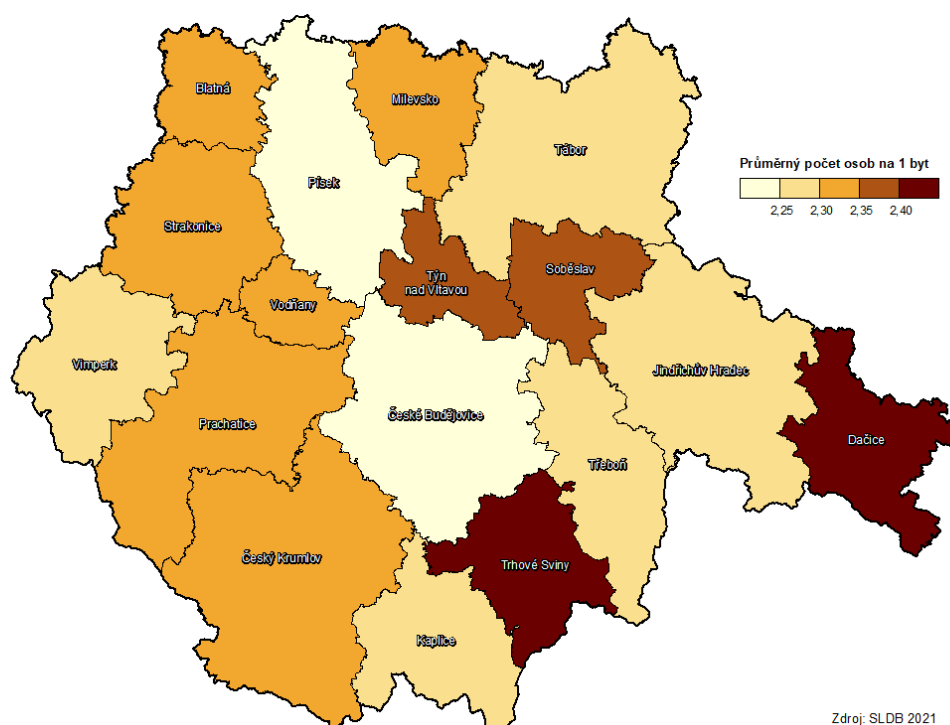 Blatná
Milevsko
Tábor
Písek
Průměrný počet osob na 1 byt
2,25 2,30 2,35 2,40
Strakonice
Soběslav
Týn
nad Vltavou
Vodňany
Vimperk
Jindřichův Hradec
České Budějovice
Prachatice
Dačice
Třeboň
Český Krumlov
Trhové Sviny
Kaplice
Zdroj: SLDB 2021